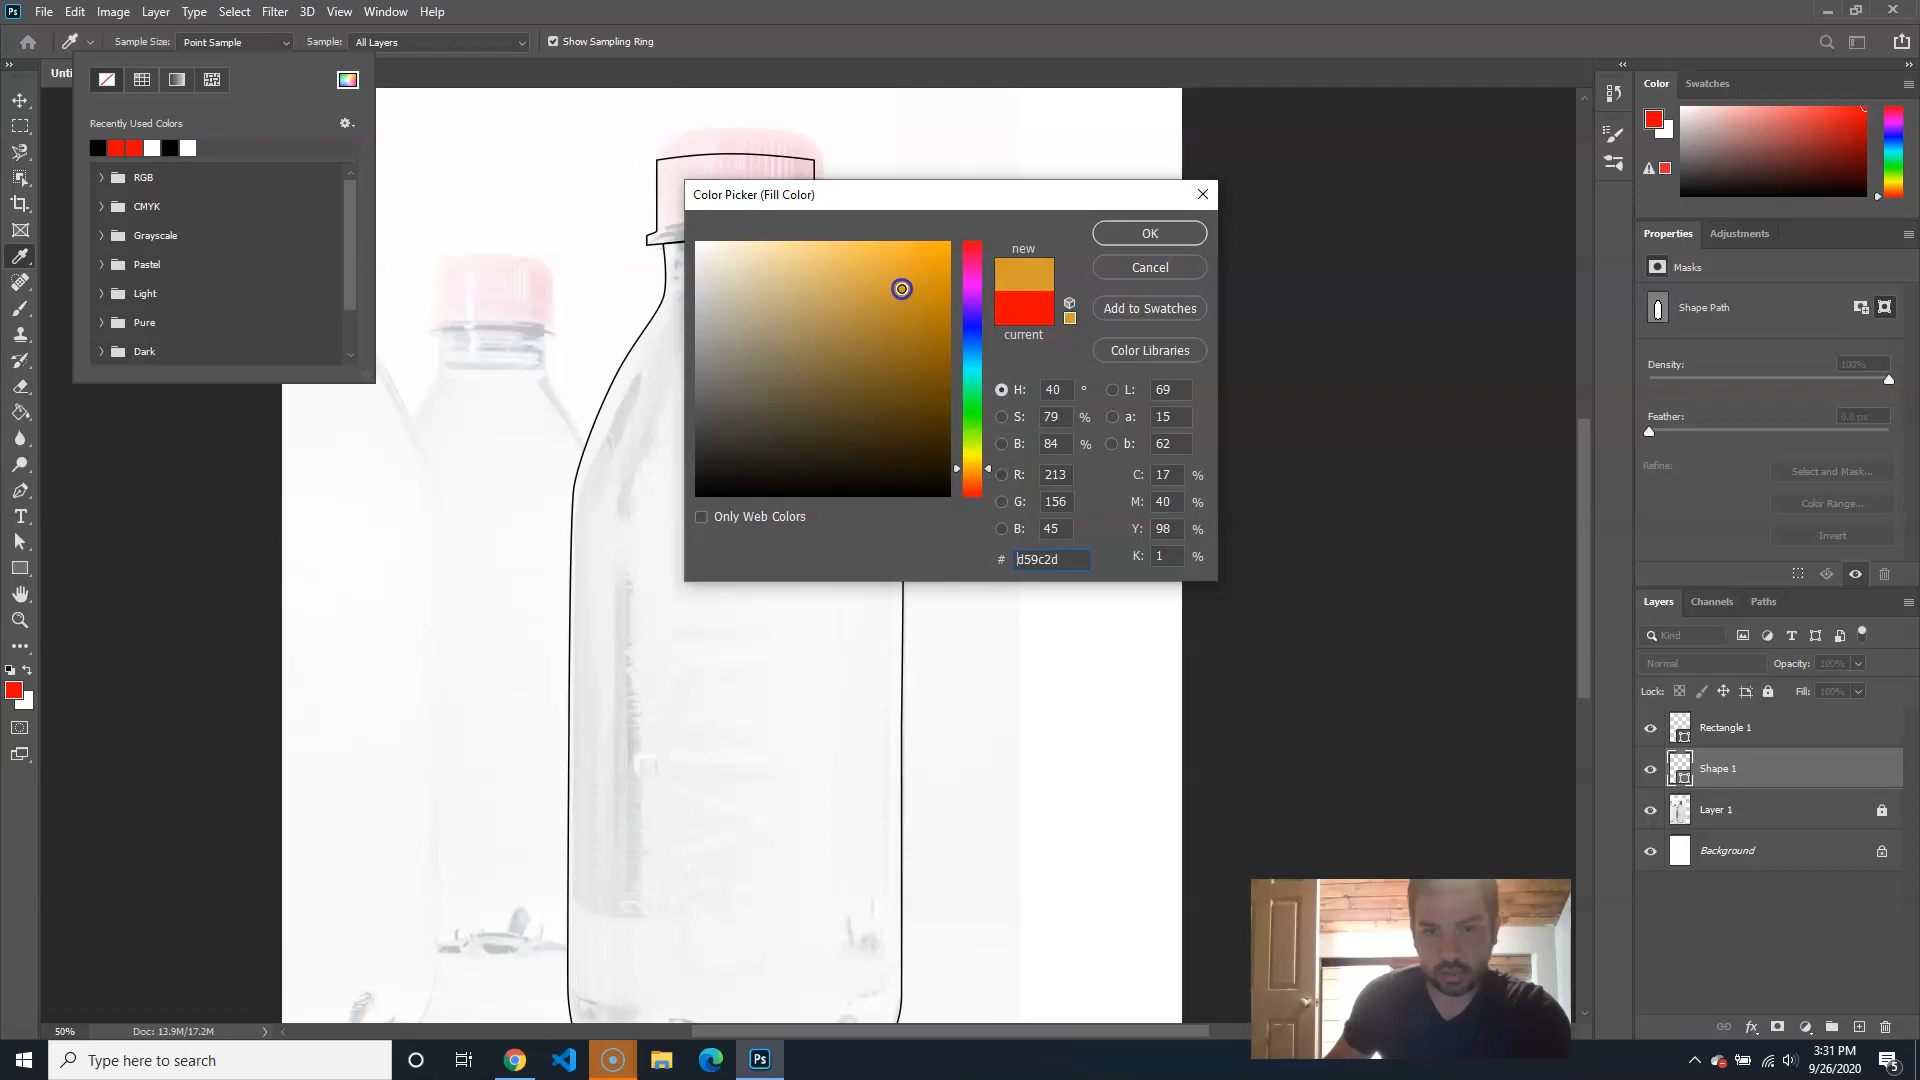 Ps File Edit Image Layer Type Select Filter 3D View Window Help
Sample Size: Point Sample Sample: All Layers Show Sampling Ring
Unti
Recently Used Colors
RGB
CMYK
Grayscale
Pastel
Light
Pure
Dark
Color Picker (Fill Color)
new
current
OK
Cancel
Add to Swatches
Color Libraries
H: 40 ° L: 69
S: 79 % a: 15
B: 84 % b: 62
R: 213 C: 17 %
G: 156 M: 40 %
B: 45 Y: 98 %
# d59c2d K: 1 %
Only Web Colors
Color Swatches
Properties Adjustments
Masks
Shape Path
Density: 100%
Feather: 0.0 px
Refine: Select and Mask...
Color Range...
Invert
Layers Channels Paths
Kind
Normal Opacity: 100%
Lock: Fill: 100%
Rectangle 1
Shape 1
Layer 1
Background
50% Doc: 13.9M/17.2M
Type here to search
Ps
3:31 PM
9/26/2020
5